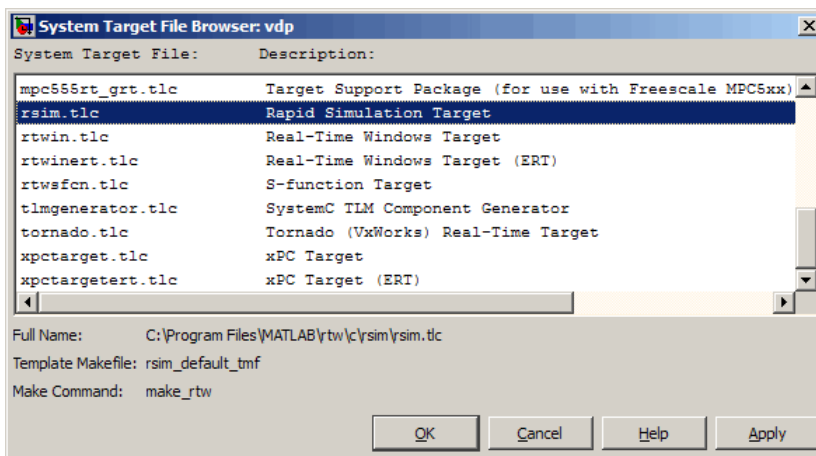 System Target File Browser: vdp
System Target File: Description:
mpc555rt_grt.tlc Target Support Package (for use with Freescale MPC5xx)
rsim.tlc Rapid Simulation Target
rtwin.tlc Real-Time Windows Target
rtwinert.tlc Real-Time Windows Target (ERT)
rtwsfcn.tlc S-function Target
tlmgenerator.tlc SystemC TLM Component Generator
tornado.tlc Tornado (VxWorks) Real-Time Target
xpctarget.tlc xPC Target
xpctargetert.tlc xPC Target (ERT)
Full Name: C:\Program Files\MATLAB\rtw\c\rsim\rsim.tlc
Template Makefile: rsim_default_tmf
Make Command: make_rtw
OK Cancel Help Apply